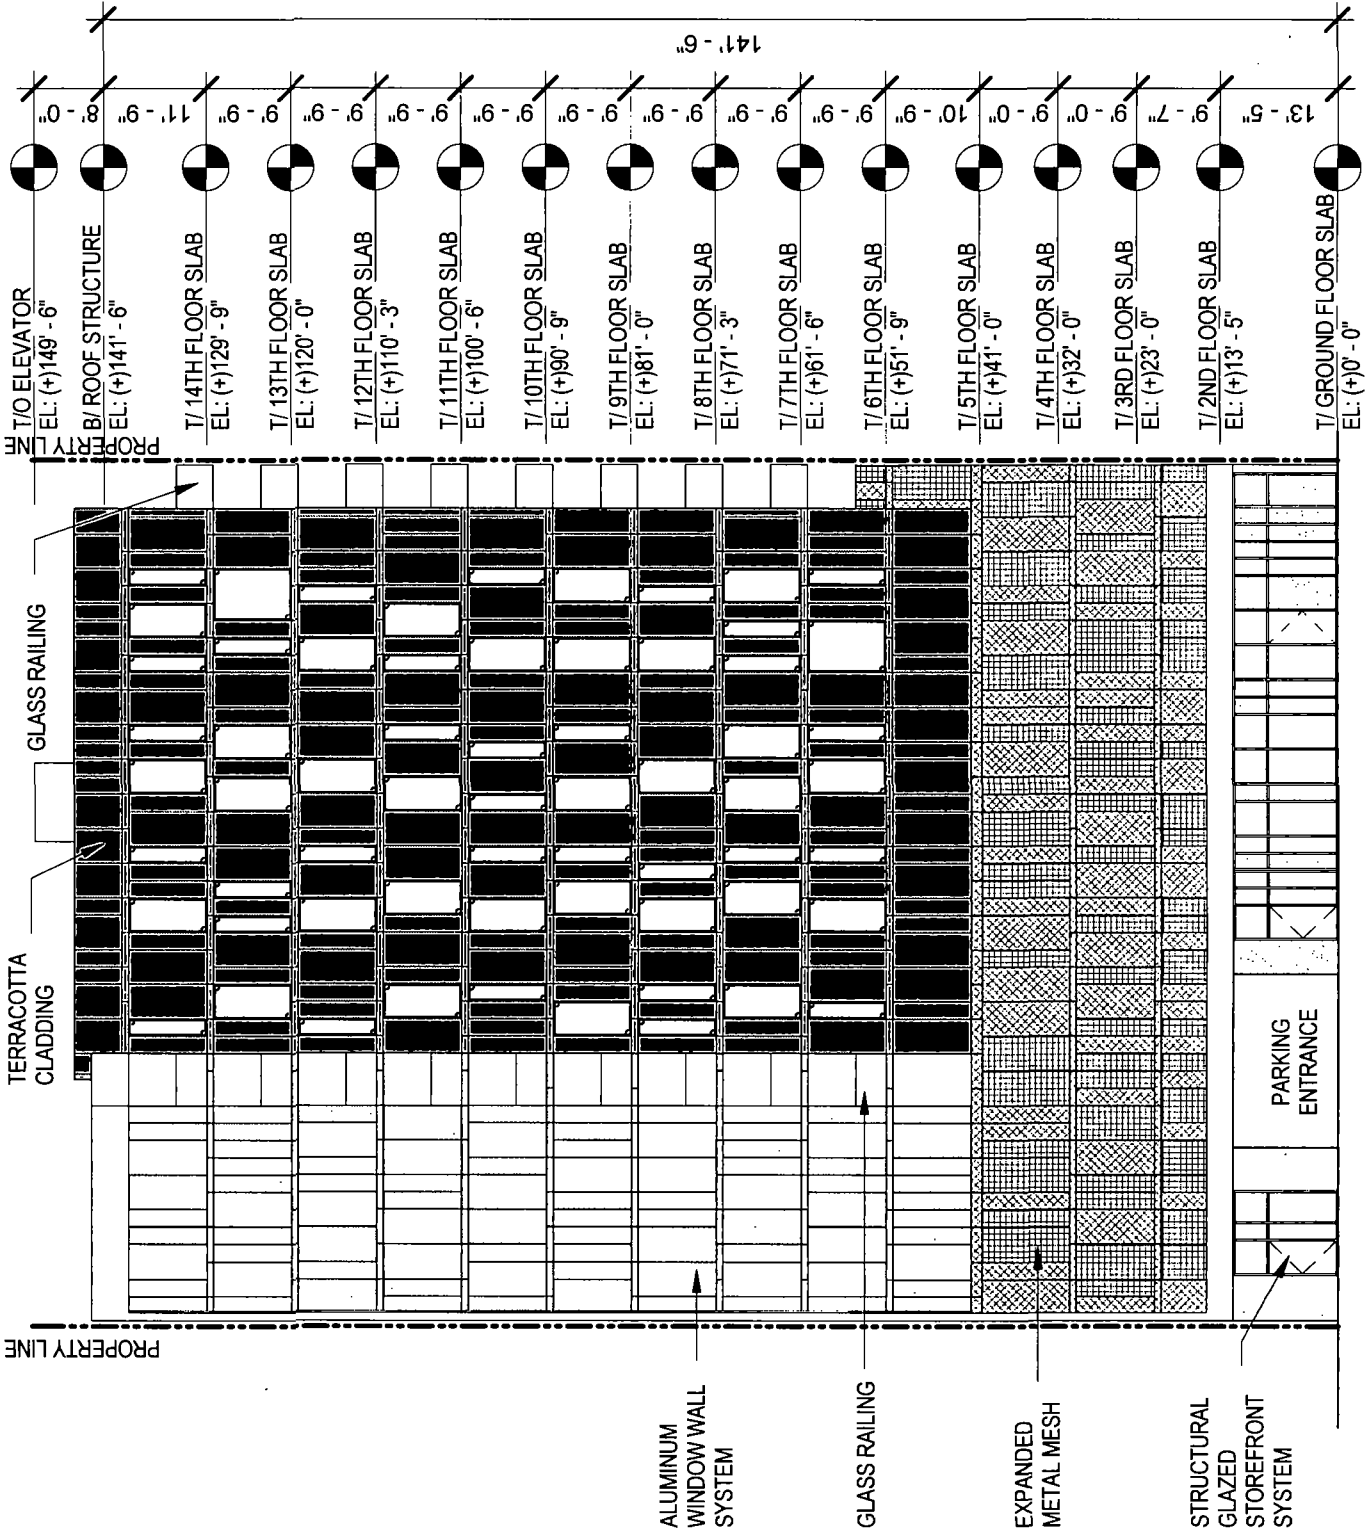 PROPERTY LINE
PROPERTY LINE
T/O ELEVATOR
EL: (+)149' - 6"
B/ ROOF STRUCTURE
EL: (+)141' - 6"
T/ 14TH FLOOR SLAB
EL: (+)129' - 9"
T/ 13TH FLOOR SLAB
EL: (+)120' - 0"
T/ 12TH FLOOR SLAB
EL: (+)110' - 3"
T/ 11TH FLOOR SLAB
EL: (+)100' - 6"
T/ 10TH FLOOR SLAB
EL: (+)90' - 9"
T/ 9TH FLOOR SLAB
EL: (+)81' - 0"
T/ 8TH FLOOR SLAB
EL: (+)71' - 3"
T/ 7TH FLOOR SLAB
EL: (+)61' - 6"
T/ 6TH FLOOR SLAB
EL: (+)51' - 9"
T/ 5TH FLOOR SLAB
EL: (+)41' - 0"
T/ 4TH FLOOR SLAB
EL: (+)32' - 0"
T/ 3RD FLOOR SLAB
EL: (+)23' - 0"
T/ 2ND FLOOR SLAB
EL: (+)13' - 5"
T/ GROUND FLOOR SLAB
EL: (+)0' - 0"
8' - 0"
11' - 9"
9' - 9"
9' - 9"
9' - 9"
9' - 9"
9' - 9"
9' - 9"
9' - 9"
9' - 9"
10' - 9"
9' - 0"
9' - 0"
9' - 7"
13' - 5"
141' - 6"
TERRACOTTA
CLADDING
GLASS RAILING
ALUMINUM
WINDOW WALL
SYSTEM
GLASS RAILING
EXPANDED
METAL MESH
STRUCTURAL
GLAZED
STOREFRONT
SYSTEM
PARKING
ENTRANCE